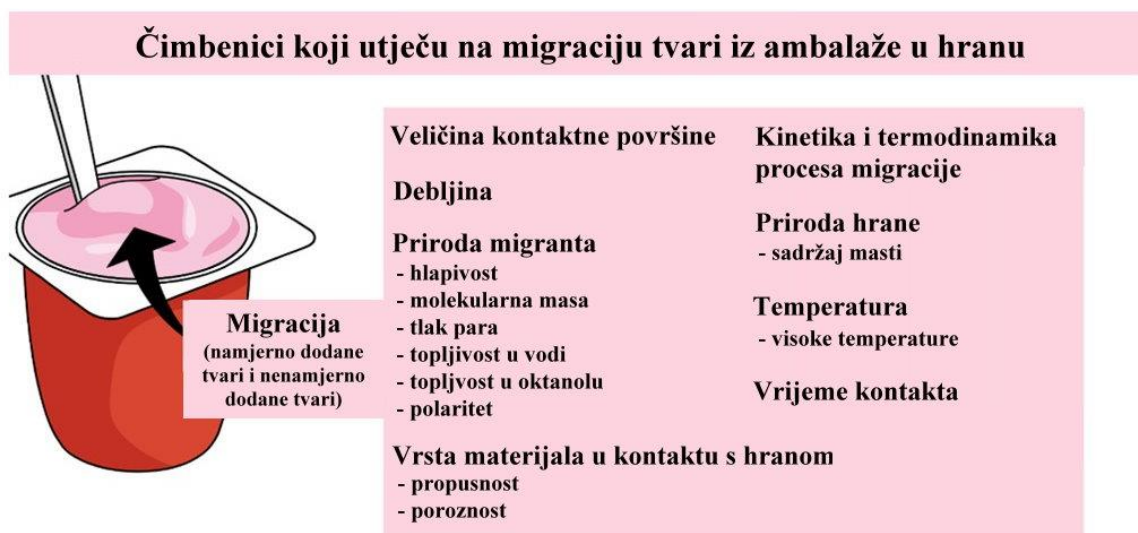 Čimbenici koji utječu na migraciju tvari iz ambalaže u hranu
Migracija
(namjerno dodane
tvari i nenamjerno
dodane tvari)
Veličina kontaktne površine
Debljina
Priroda migranta
- hlapivost
- molekularna masa
- tlak para
- topljivost u vodi
- topljvost u oktanolu
- polaritet
Vrsta materijala u kontaktu s hranom
- propusnost
- poroznost
Kinetika i termodinamika
procesa migracije
Priroda hrane
- sadržaj masti
Temperatura
- visoke temperature
Vrijeme kontakta